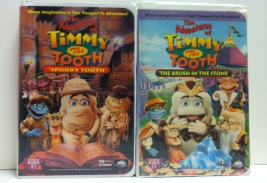 Where Imagination is Your Passport To Adventure!
The Adventures of
TIMMY
The
TOOTH
"SPOOKY TOOTH"
Where Imagination is Your Passport To Adventure!
The Adventures of
TIMMY
The
TOOTH
"THE BRUSH IN THE STONE"